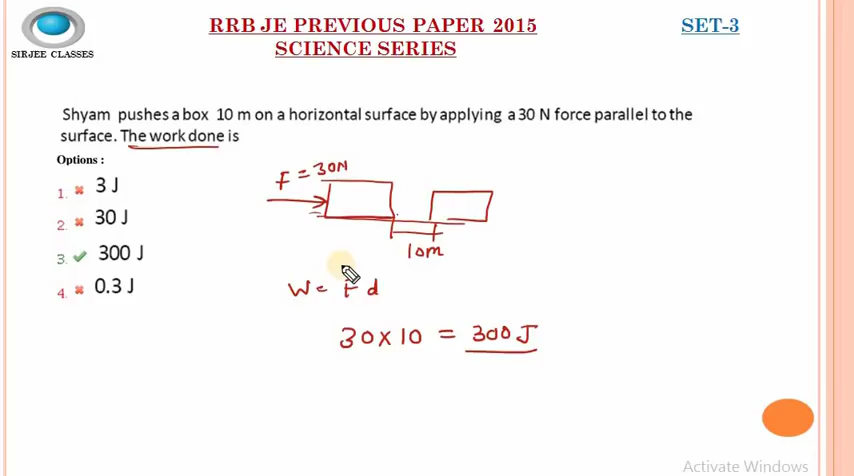 RRB JE PREVIOUS PAPER 2015
SCIENCE SERIES
SET-3
SIRJEE CLASSES
Shyam pushes a box 10 m on a horizontal surface by applying a 30 N force parallel to the
surface. The work done is
Options :
1. 3 J
2. 30 J
3. 300 J
4. 0.3 J
F = 30N
10m
W = F d
30 x 10 = 300 J
Activate Windows